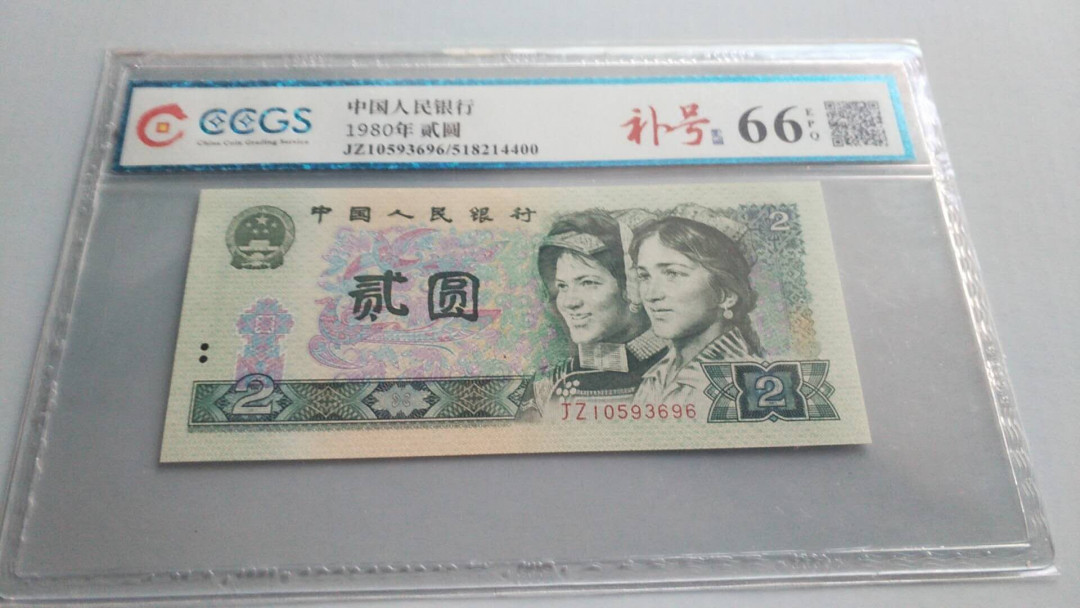 CCGS
China Coin Grading Service
中国人民银行
1980年 贰圆
JZ10593696/518214400
补号
66
EPQ
中国人民银行
2
贰圆
2
JZ10593696
2